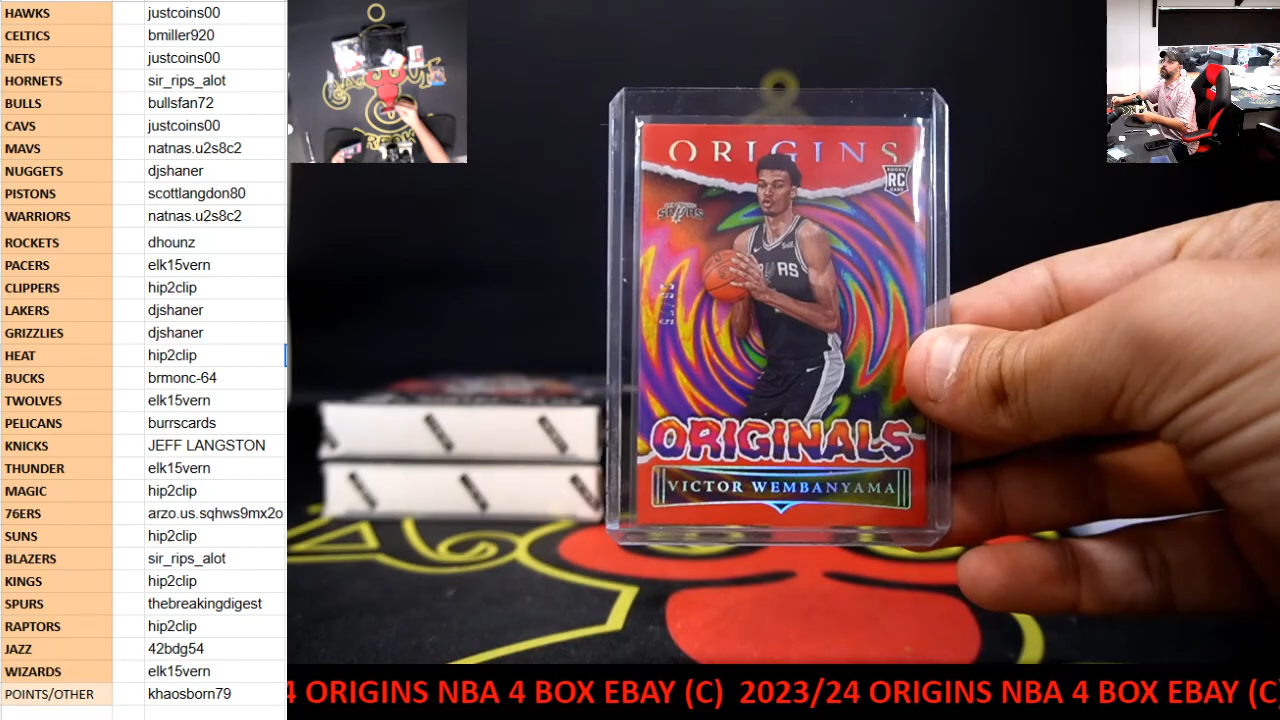 HAWKS justcoins00
CELTICS bmiller920
NETS justcoins00
HORNETS sir_rips_alot
BULLS bullsfan72
CAVS justcoins00
MAVS natnas.u2s8c2
NUGGETS djshaner
PISTONS scottlangdon80
WARRIORS natnas.u2s8c2
ROCKETS dhounz
PACERS elk15vern
CLIPPERS hip2clip
LAKERS djshaner
GRIZZLIES djshaner
HEAT hip2clip
BUCKS brmonc-64
TWOLVES elk15vern
PELICANS burrscards
KNICKS JEFF LANGSTON
THUNDER elk15vern
MAGIC hip2clip
76ERS arzo.us.sqhws9mx2o
SUNS hip2clip
BLAZERS sir_rips_alot
KINGS hip2clip
SPURS thebreakingdigest
RAPTORS hip2clip
JAZZ 42bdg54
WIZARDS elk15vern
POINTS/OTHER khaosborn79
ORIGINS
ROOKIE
RC
SPURS
ORIGINALS
VICTOR WEMBANYAMA
4 ORIGINS NBA 4 BOX EBAY (C) 2023/24 ORIGINS NBA 4 BOX EBAY (C